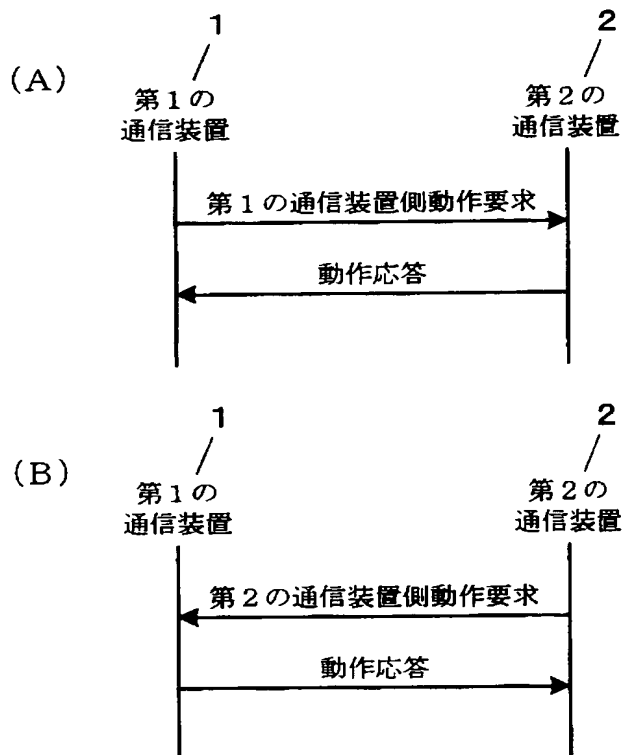 1
2
(A)
第1の
通信装置
第2の
通信装置
第1の通信装置側動作要求
動作応答
1
2
(B)
第1の
通信装置
第2の
通信装置
第2の通信装置側動作要求
動作応答